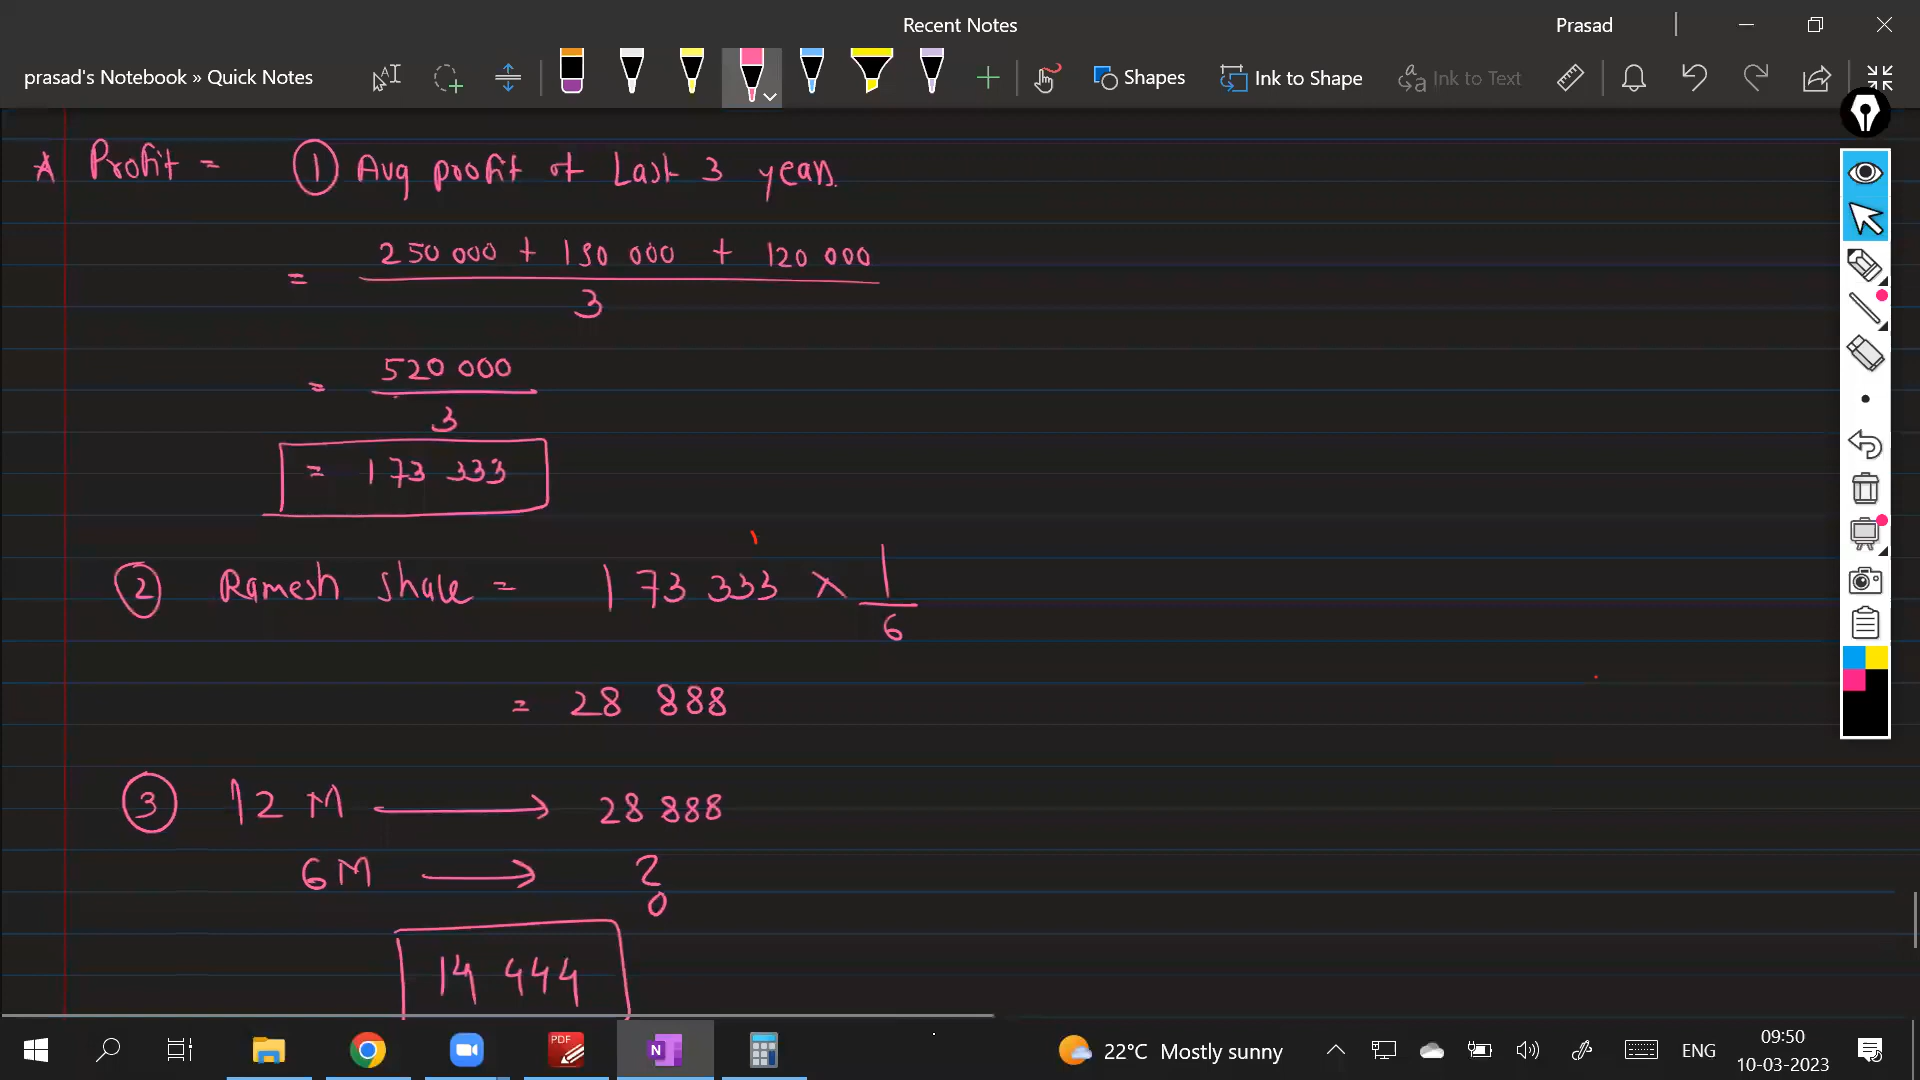 Recent Notes
Prasad
prasad's Notebook » Quick Notes
Shapes
Ink to Shape
Ink to Text
Profit = ① Avg profit of Last 3 years.
= 250 000 + 150 000 + 120 000
3
= 520 000
3
= 173 333
② Ramesh share = 173 333 × 1
6
= 28 888
③ 12 M → 28 888
6 M → ?
14 444
PDF
N
22°C Mostly sunny
ENG
09:50
10-03-2023